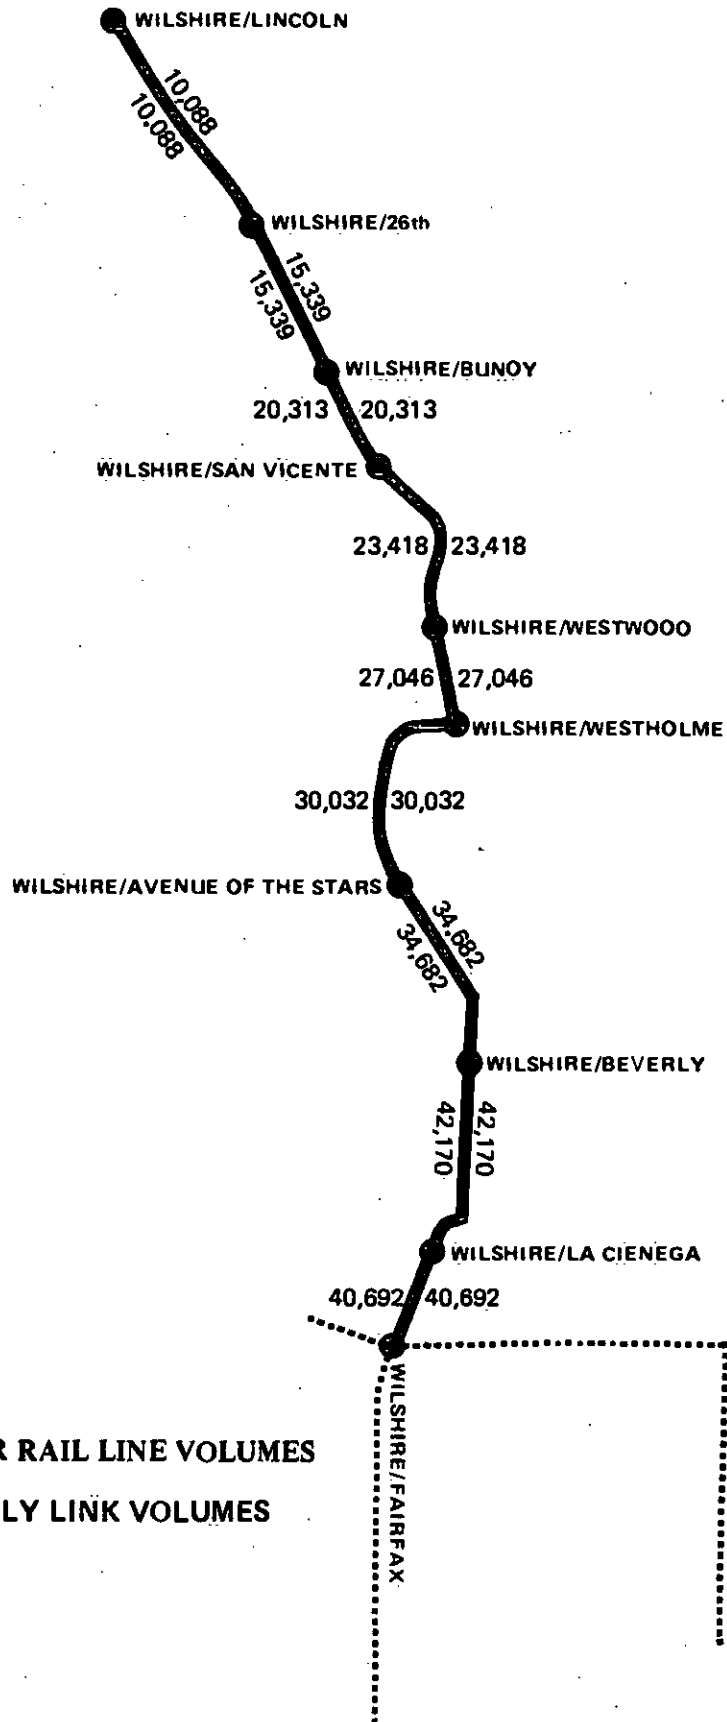 WILSHIRE/LINCOLN
10,088
10,088
WILSHIRE/26th
15,339
15,339
WILSHIRE/BUNOY
20,313 20,313
WILSHIRE/SAN VICENTE
23,418 23,418
WILSHIRE/WESTWOOO
27,046 27,046
WILSHIRE/WESTHOLME
30,032 30,032
WILSHIRE/AVENUE OF THE STARS
34,682
34,682
WILSHIRE/BEVERLY
42,170
42,170
WILSHIRE/LA CIENEGA
40,692 40,692
WILSHIRE/FAIRFAX
R RAIL LINE VOLUMES
LY LINK VOLUMES